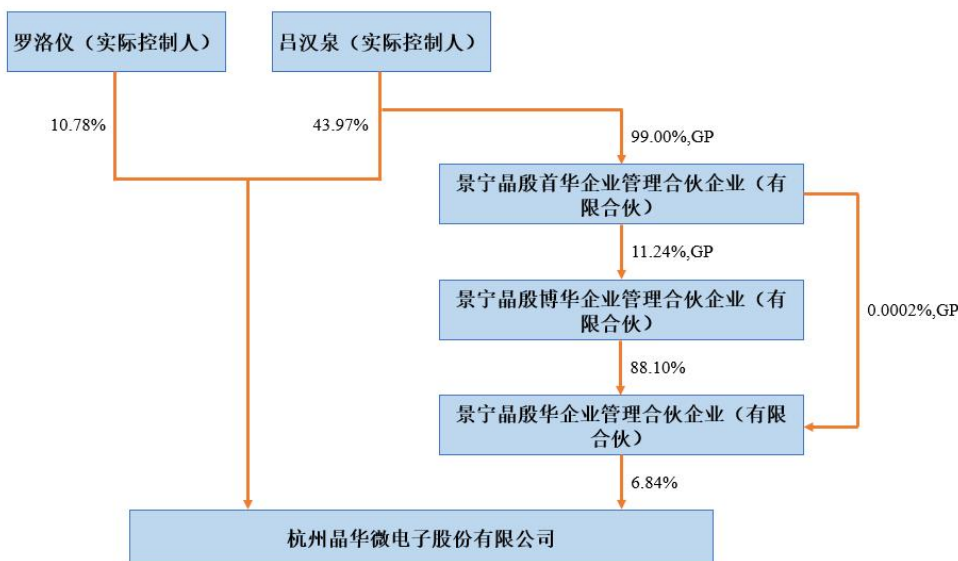 罗洛仪（实际控制人）
吕汉泉（实际控制人）
10.78%
43.97%
99.00%,GP
景宁晶殷首华企业管理合伙企业（有
限合伙）
11.24%,GP
景宁晶殷博华企业管理合伙企业（有
限合伙）
0.0002%,GP
88.10%
景宁晶殷华企业管理合伙企业（有限
合伙）
6.84%
杭州晶华微电子股份有限公司